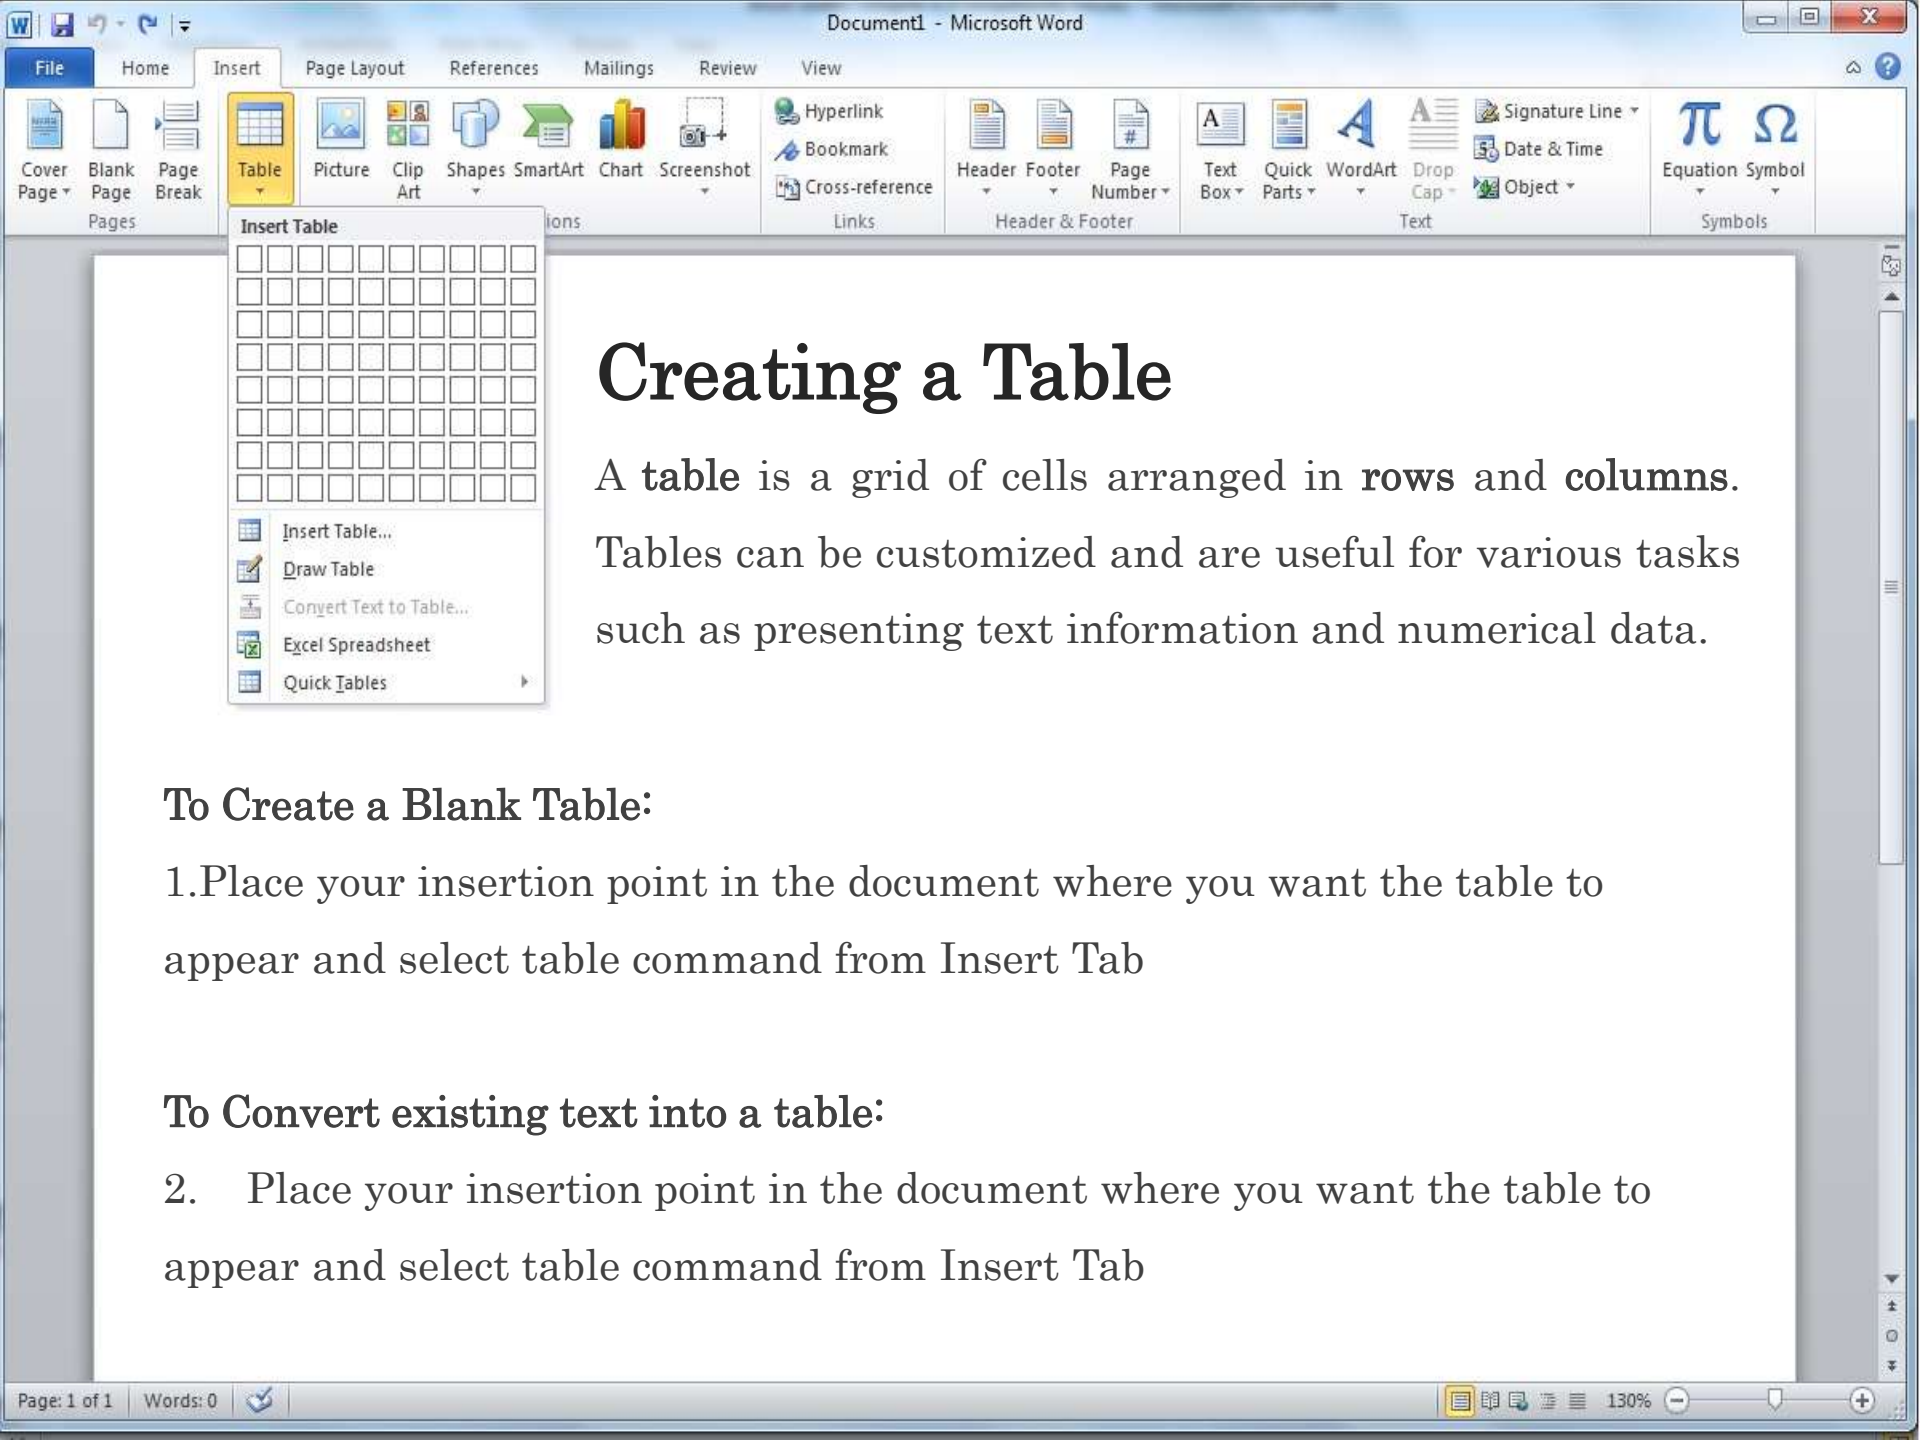 Document1 - Microsoft Word
File Home Insert Page Layout References Mailings Review View
Cover Page
Blank Page
Page Break
Pages
Table
Picture
Clip Art
Shapes
SmartArt
Chart
Screenshot
ions
Hyperlink
Bookmark
Cross-reference
Links
Header
Footer
Page Number
Header & Footer
Text Box
Quick Parts
WordArt
Drop Cap
Signature Line
Date & Time
Object
Text
Equation
Symbol
Symbols
Insert Table
Insert Table...
Draw Table
Convert Text to Table...
Excel Spreadsheet
Quick Tables
Creating a Table
A table is a grid of cells arranged in rows and columns.
Tables can be customized and are useful for various tasks
such as presenting text information and numerical data.
To Create a Blank Table:
1.Place your insertion point in the document where you want the table to
appear and select table command from Insert Tab
To Convert existing text into a table:
2. Place your insertion point in the document where you want the table to
appear and select table command from Insert Tab
Page: 1 of 1 Words: 0 130%